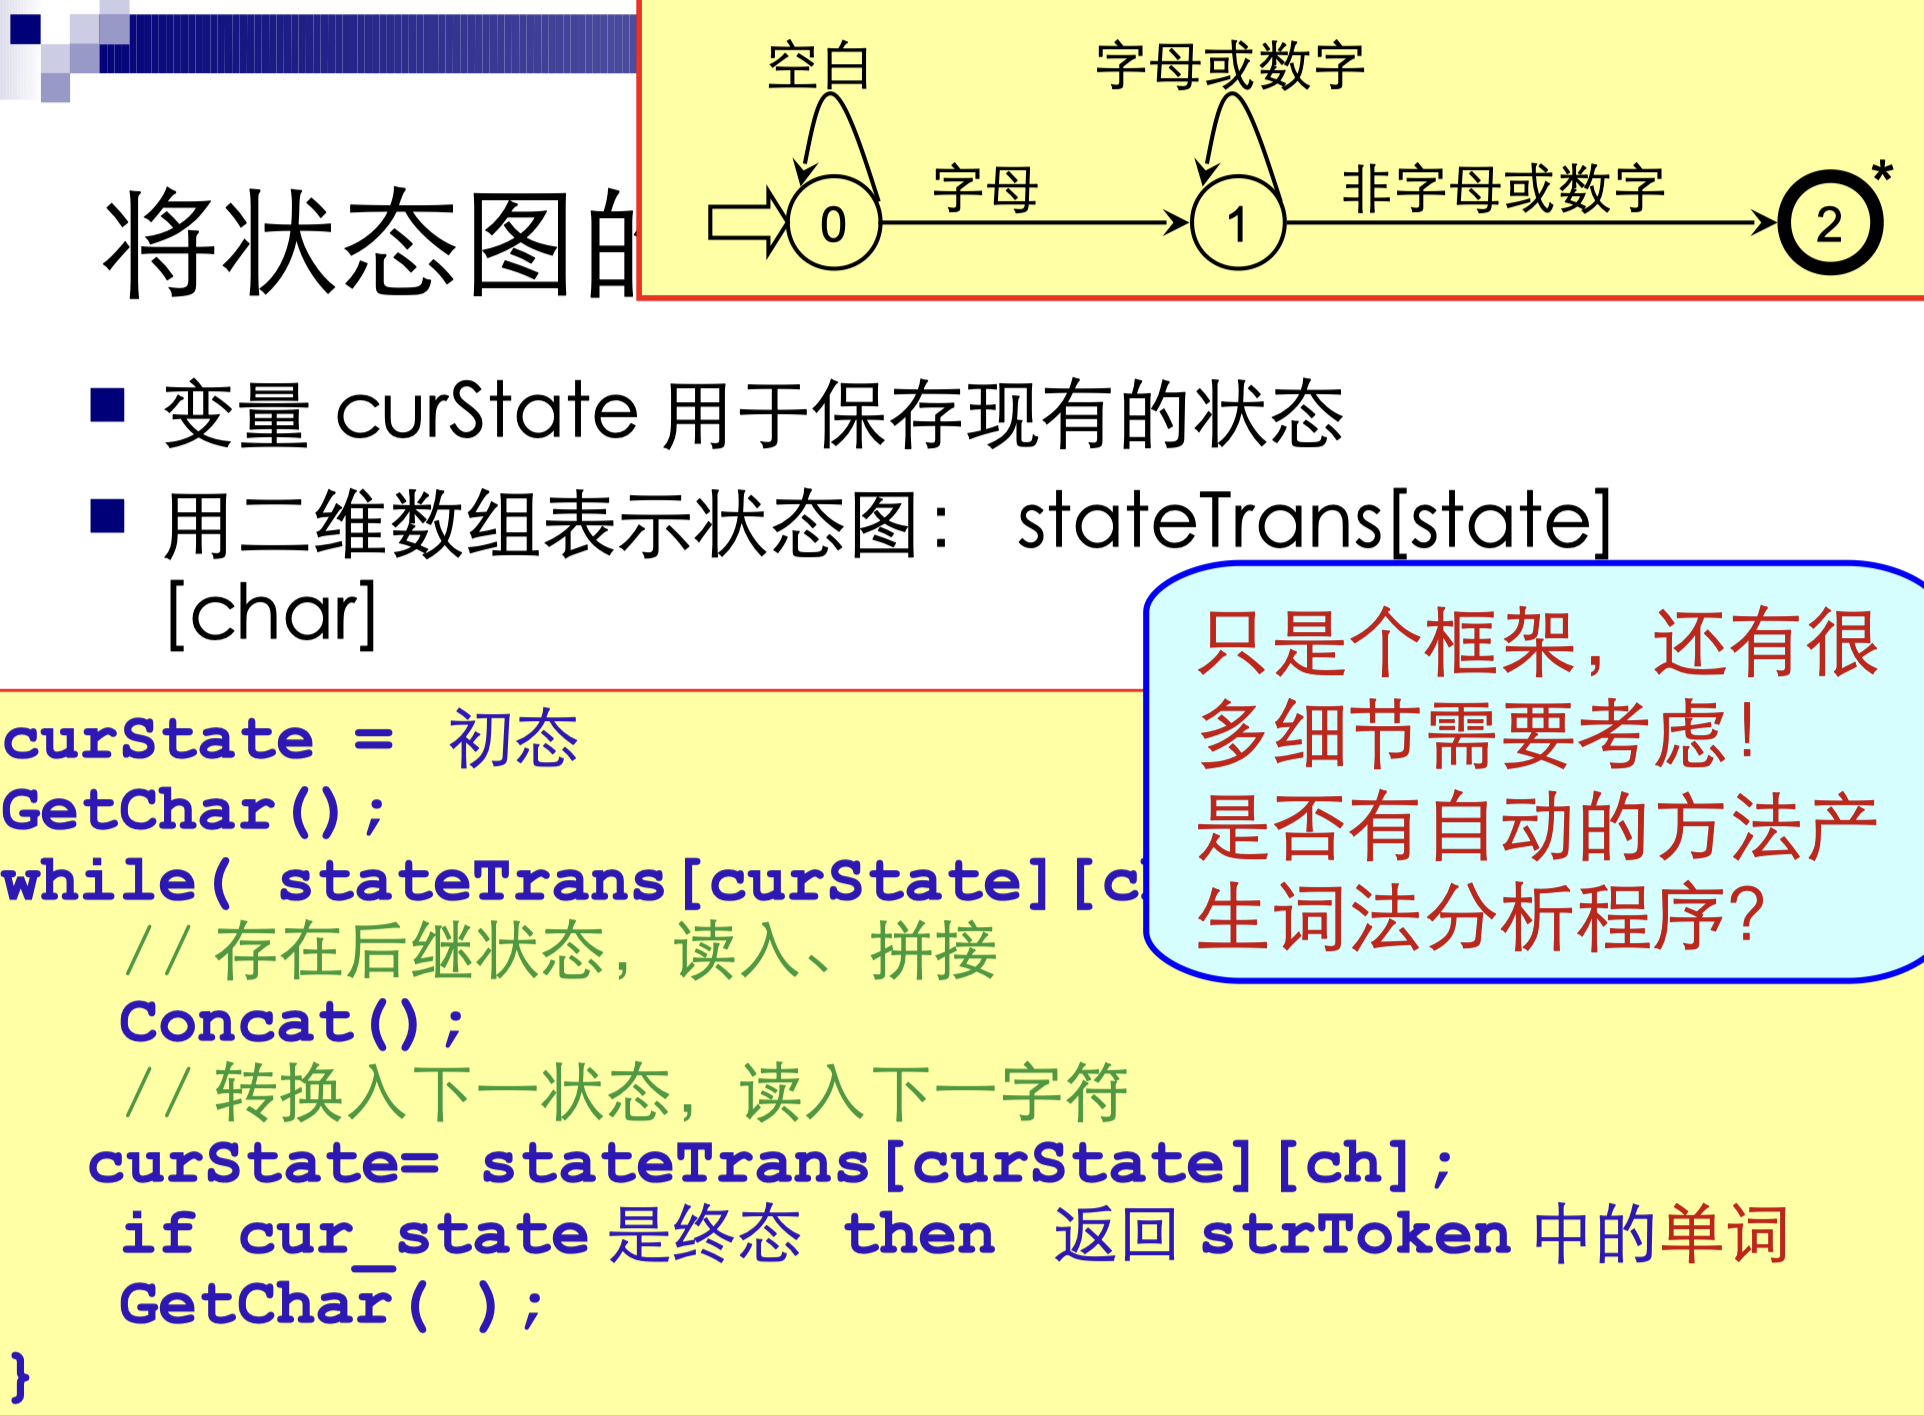 空白
字母或数字
字母
非字母或数字
*
0
1
2
将状态图
■ 变量 curState 用于保存现有的状态
■ 用二维数组表示状态图： stateTrans[state]
[char]
只是个框架，还有很
多细节需要考虑！
是否有自动的方法产
生词法分析程序？
curState = 初态
GetChar();
while( stateTrans[curState][c
// 存在后继状态，读入、拼接
Concat();
// 转换入下一状态，读入下一字符
curState= stateTrans[curState][ch];
if cur_state 是终态 then 返回 strToken 中的单词
GetChar( );
}